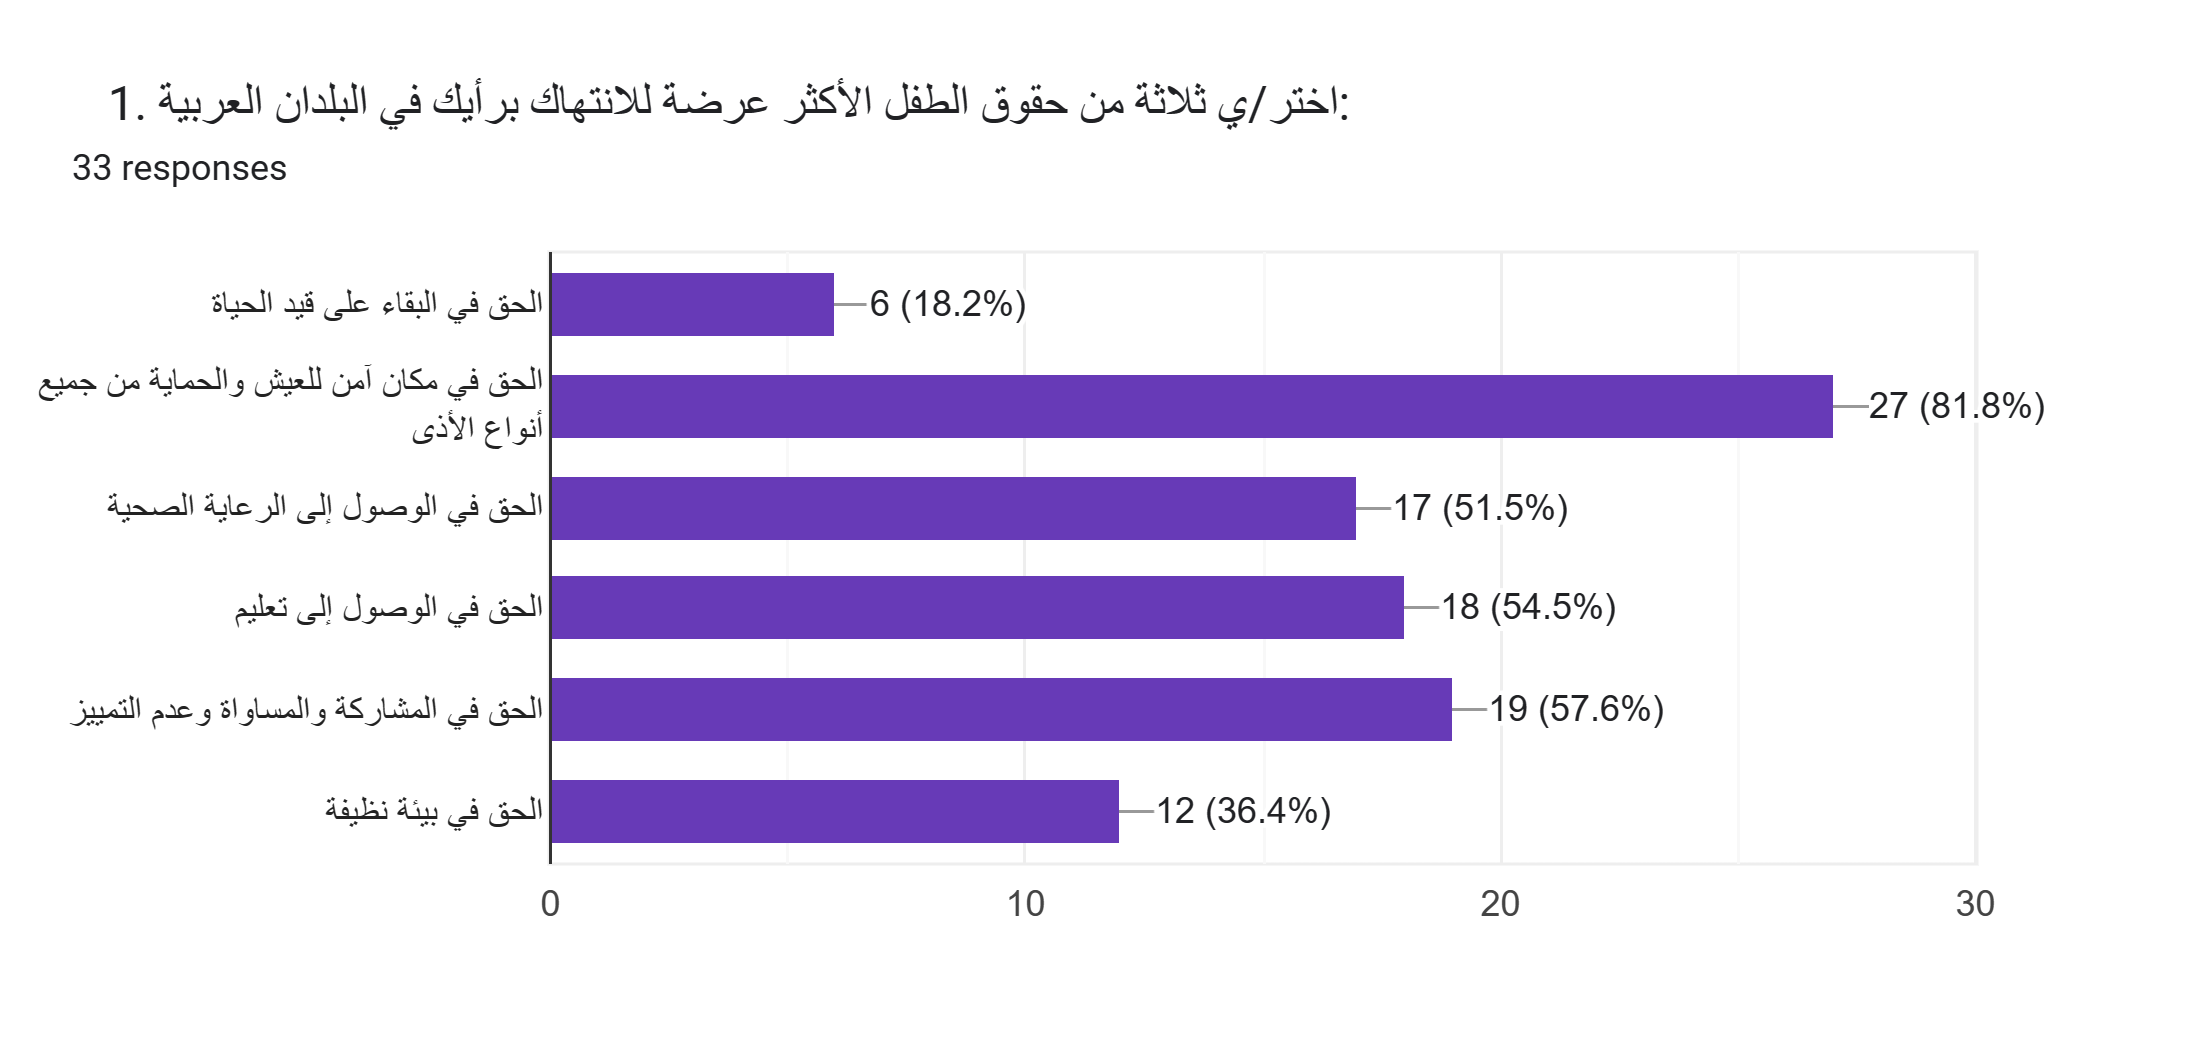 1. اختر/ي ثلاثة من حقوق الطفل الأكثر عرضة للانتهاك برأيك في البلدان العربية:
33 responses
الحق في البقاء على قيد الحياة
6 (18.2%)
الحق في مكان آمن للعيش والحماية من جميع
أنواع الأذى
27 (81.8%)
الحق في الوصول إلى الرعاية الصحية
17 (51.5%)
الحق في الوصول إلى تعليم
18 (54.5%)
الحق في المشاركة والمساواة وعدم التمييز
19 (57.6%)
الحق في بيئة نظيفة
12 (36.4%)
0 10 20 30